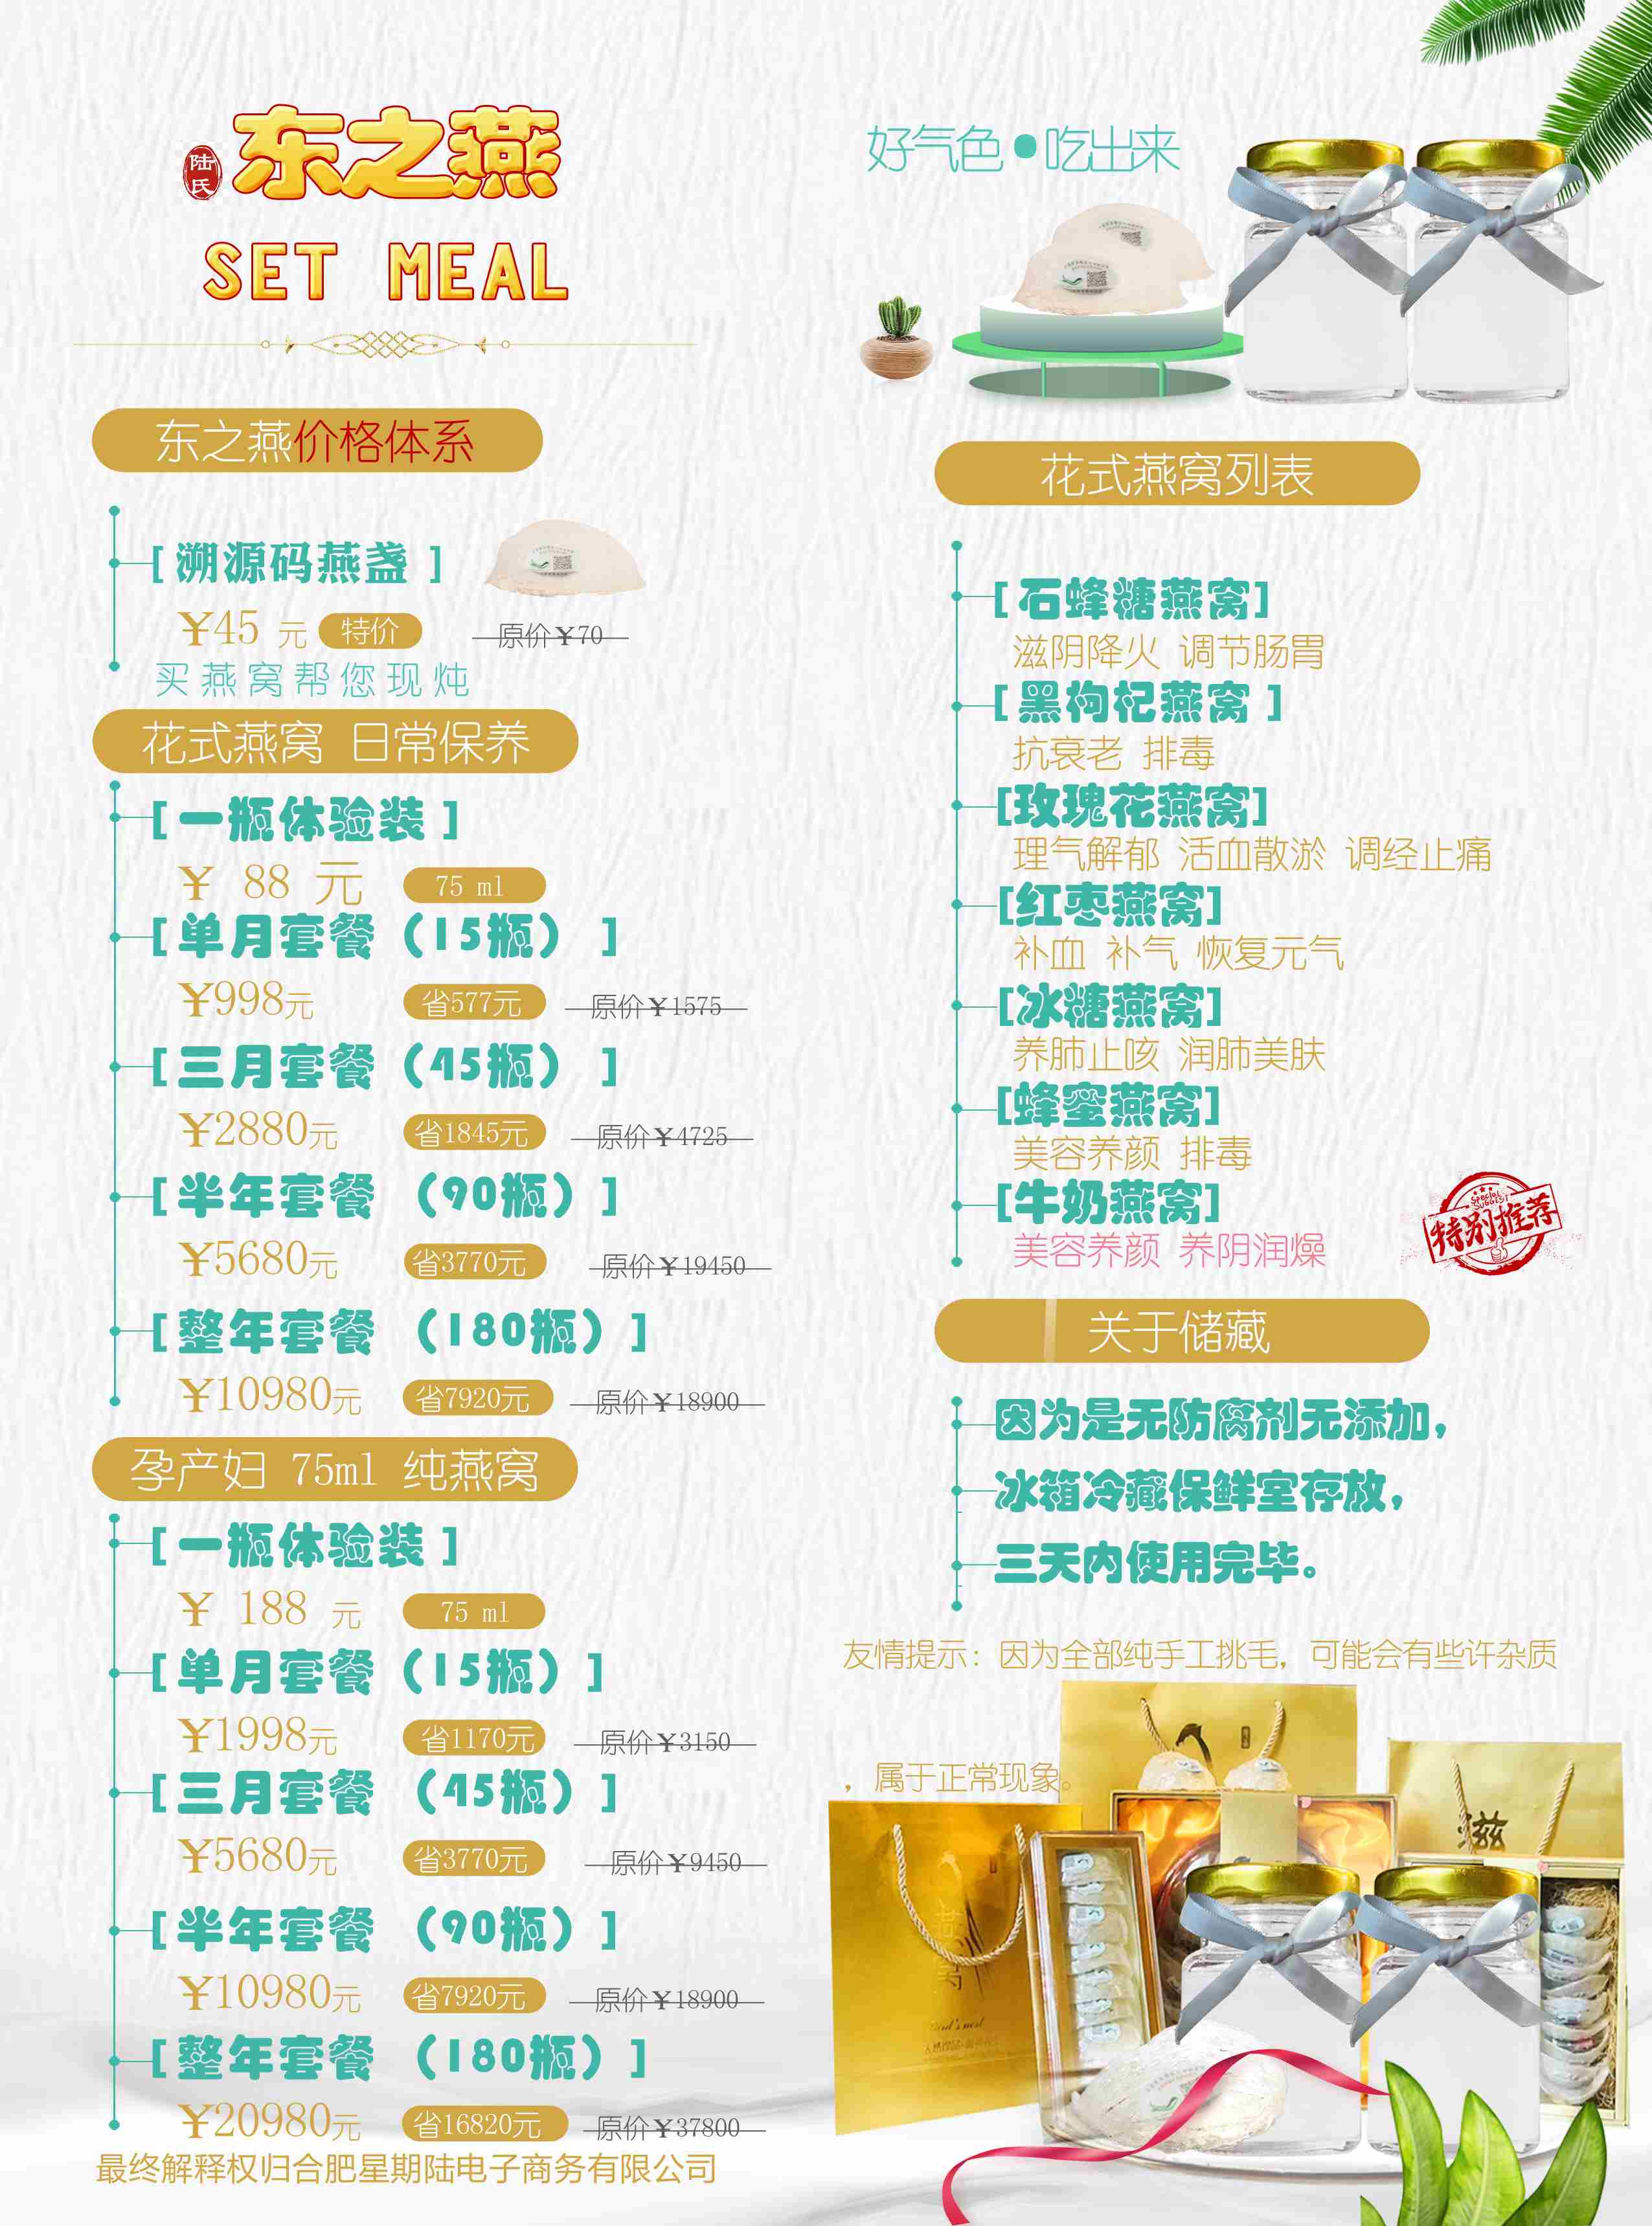 陆氏
东之燕
SET MEAL
东之燕价格体系
[ 溯源码燕盏 ]
¥45 元 特价 原价¥70
买燕窝帮您现炖
花式燕窝 日常保养
[ 一瓶体验装 ]
¥ 88 元 75 ml
[ 单月套餐（15瓶） ]
¥998元 省577元 原价¥1575
[ 三月套餐（45瓶） ]
¥2880元 省1845元 原价¥4725
[ 半年套餐 （90瓶） ]
¥5680元 省3770元 原价¥19450
[ 整年套餐 （180瓶） ]
¥10980元 省7920元 原价¥18900
孕产妇 75ml 纯燕窝
[ 一瓶体验装 ]
¥ 188 元 75 ml
[ 单月套餐（15瓶） ]
¥1998元 省1170元 原价¥3150
[ 三月套餐 （45瓶） ]
¥5680元 省3770元 原价¥9450
[ 半年套餐 （90瓶） ]
¥10980元 省7920元 原价¥18900
[ 整年套餐 （180瓶） ]
¥20980元 省16820元 原价¥37800
最终解释权归合肥星期陆电子商务有限公司
好气色•吃出来
花式燕窝列表
[ 石蜂糖燕窝]
滋阴降火 调节肠胃
[ 黑枸杞燕窝 ]
抗衰老 排毒
[玫瑰花燕窝]
理气解郁 活血散淤 调经止痛
[红枣燕窝]
补血 补气 恢复元气
[冰糖燕窝]
养肺止咳 润肺美肤
[蜂蜜燕窝]
美容养颜 排毒
[牛奶燕窝]
美容养颜 养阴润燥
Special
SUGGEST
特别推荐
关于储藏
因为是无防腐剂无添加，
冰箱冷藏保鲜室存放，
三天内使用完毕。
友情提示：因为全部纯手工挑毛，可能会有些许杂质
，属于正常现象。
滋
燕窝
Bird's nest